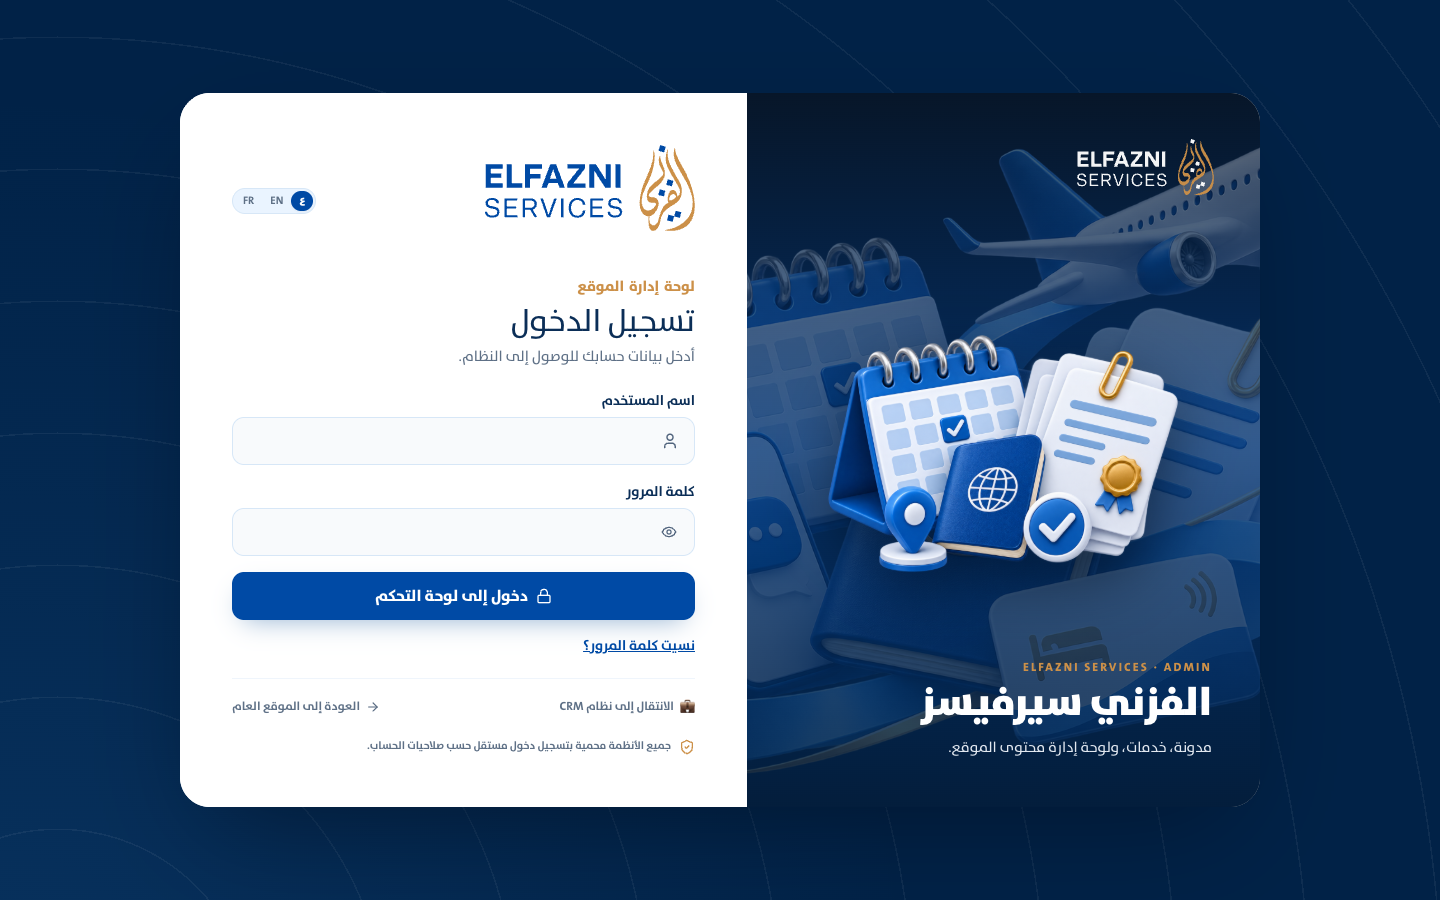 ELFAZNI
SERVICES
الفزني
ELFAZNI SERVICES · ADMIN
الفزني سيرفيسز
مدونة، خدمات، ولوحة إدارة محتوى الموقع.
ELFAZNI
SERVICES
الفزني
ع EN FR
لوحة إدارة الموقع
تسجيل الدخول
أدخل بيانات حسابك للوصول إلى النظام.
اسم المستخدم
كلمة المرور
دخول إلى لوحة التحكم
نسيت كلمة المرور؟
الانتقال إلى نظام CRM
العودة إلى الموقع العام
جميع الأنظمة محمية بتسجيل دخول مستقل حسب صلاحيات الحساب.